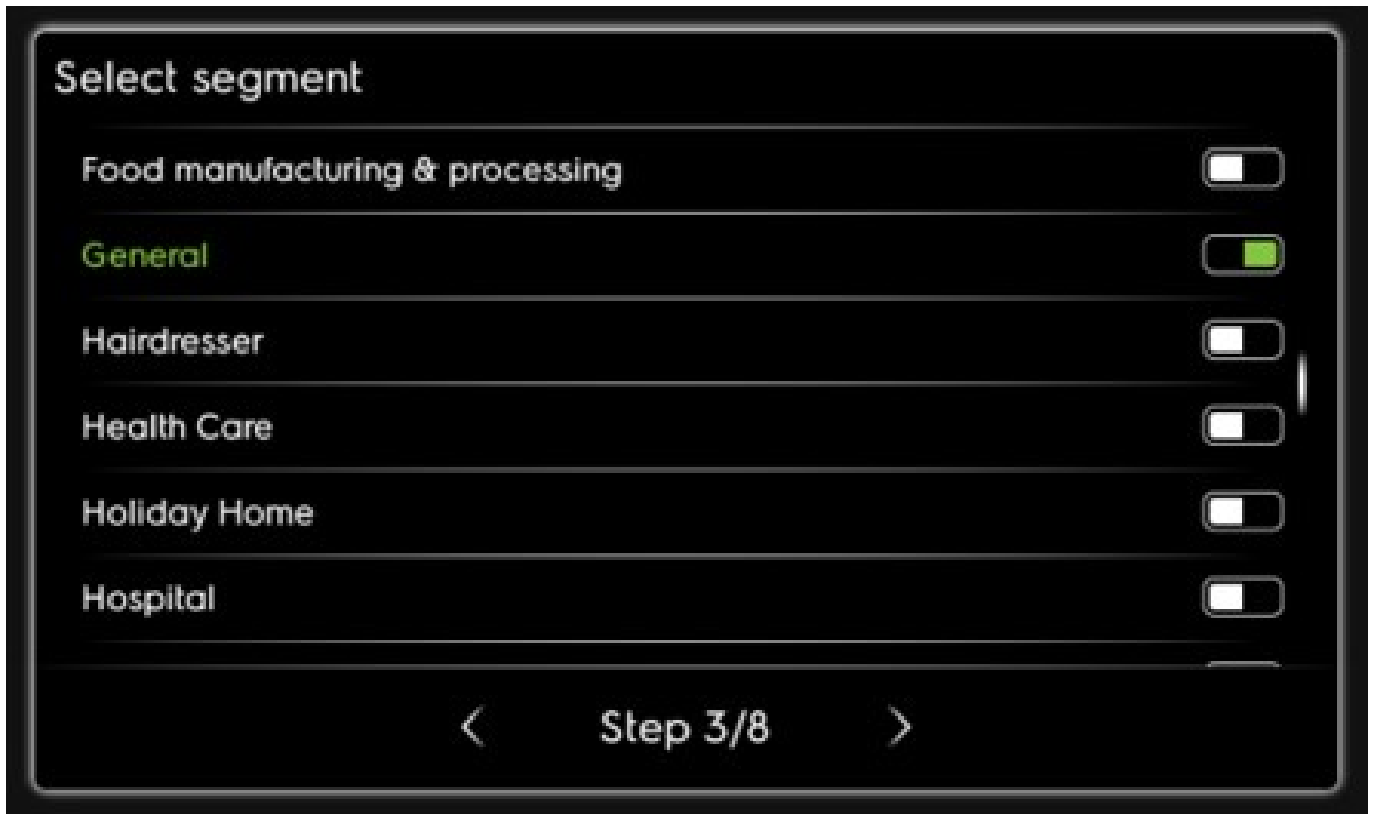 Select segment
Food manufacturing & processing
General
Hairdresser
Health Care
Holiday Home
Hospital
Step 3/8